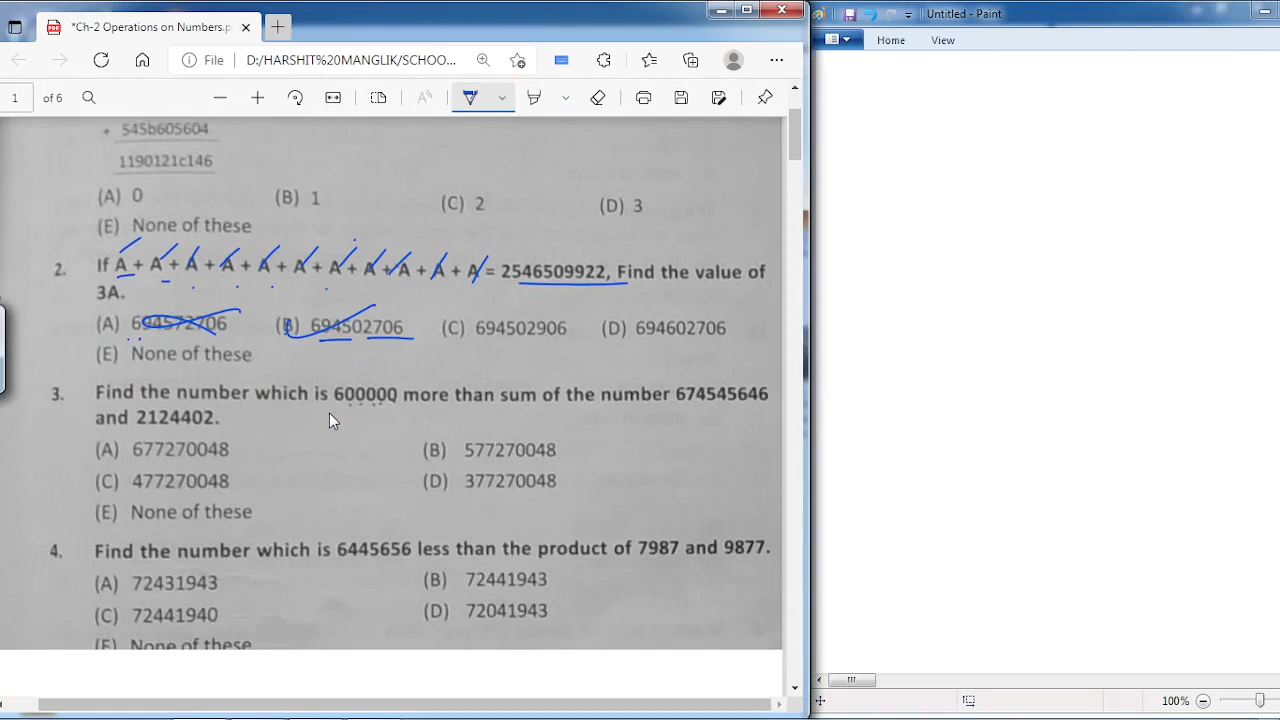 *Ch-2 Operations on Numbers.p
Untitled - Paint
File
D:/HARSHIT%20MANGLIK/SCHOO...
Home
View
1
of 6
+ 545b605604
1190121c146
(A) 0
(B) 1
(C) 2
(D) 3
(E) None of these
2. If A + A + A + A + A + A + A + A + A + A + A = 2546509922, Find the value of
3A.
(A) 694572706
(B) 694502706
(C) 694502906
(D) 694602706
(E) None of these
3. Find the number which is 600000 more than sum of the number 674545646
and 2124402.
(A) 677270048
(B) 577270048
(C) 477270048
(D) 377270048
(E) None of these
4. Find the number which is 6445656 less than the product of 7987 and 9877.
(A) 72431943
(B) 72441943
(C) 72441940
(D) 72041943
(E) None of these
100%